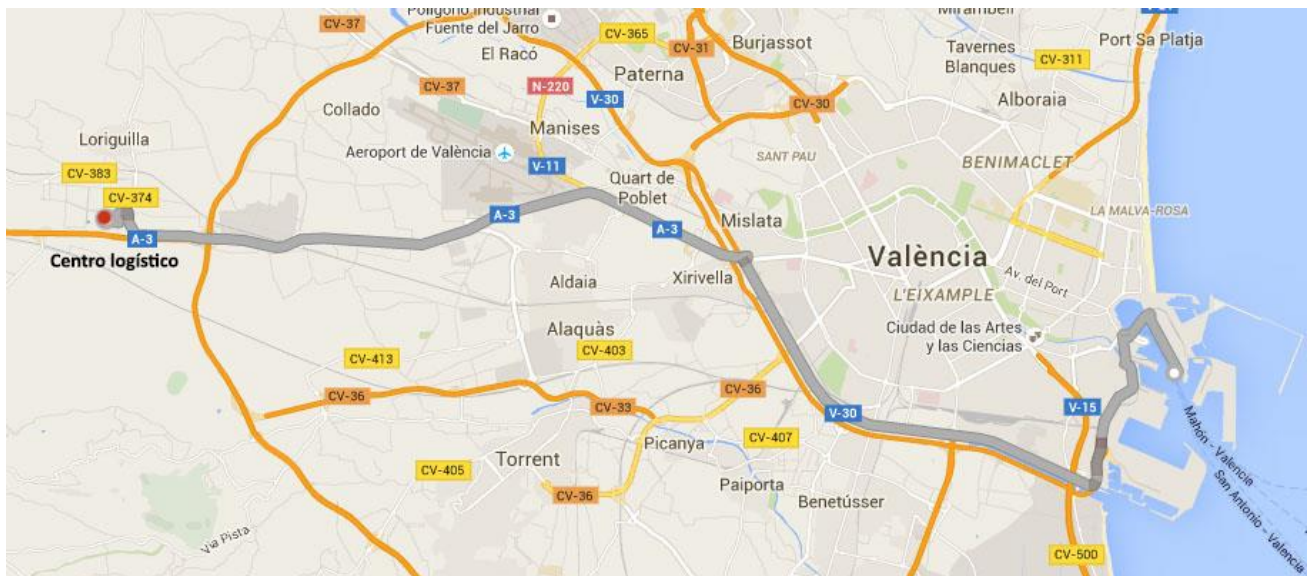 CV-37
Polígono Industrial
Fuente del Jarro
El Racó
CV-365
CV-31
Burjassot
Mirambell
Tavernes
Blanques
CV-311
Port Sa Platja
Paterna
N-220
CV-37
V-30
CV-30
Alboraia
Collado
Manises
Loriguilla
Aeroport de València
V-11
SANT PAU
BENIMACLET
CV-383
CV-374
Quart de
Poblet
Mislata
LA MALVA-ROSA
A-3
A-3
A-3
Centro logístico
València
Xirivella
Aldaia
L'EIXAMPLE
Av. del Port
Alaquàs
Ciudad de las Artes
y las Ciencias
CV-403
CV-413
CV-36
CV-36
CV-33
V-30
V-15
Picanya
CV-407
Mahón - Valencia
San Antonio - Valencia
Torrent
CV-405
CV-36
Paiporta
Benetússer
Vía Pista
CV-500